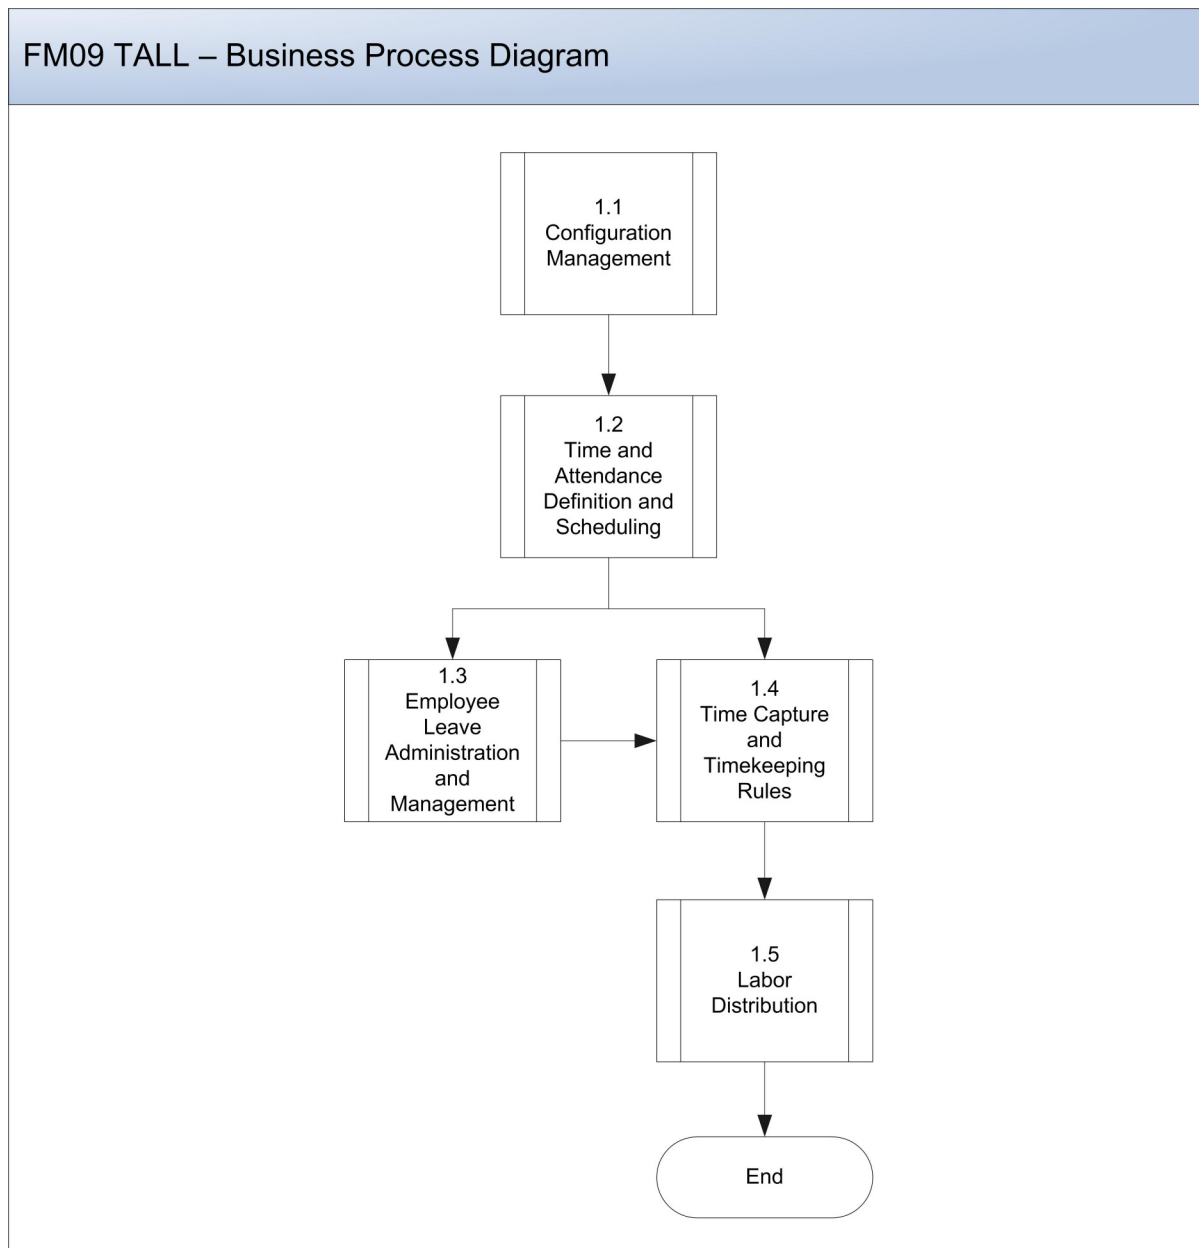 FM09 TALL – Business Process Diagram
1.1
Configuration
Management
1.2
Time and
Attendance
Definition and
Scheduling
1.3
Employee
Leave
Administration
and
Management
1.4
Time Capture
and
Timekeeping
Rules
1.5
Labor
Distribution
End